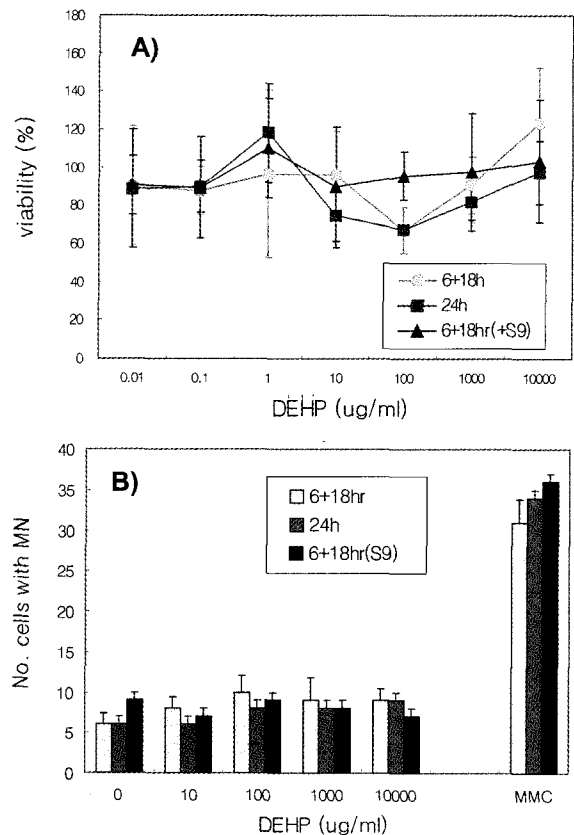 A)
180
160
140
120
100
80
60
40
20
0
viability (%)
6+18h
24h
6+18hr(+S9)
0.01 0.1 1 10 100 1000 10000
DEHP (ug/ml)
B)
40
35
30
25
20
15
10
5
0
No. cells with MN
6+18hr
24h
6+18hr(S9)
0 10 100 1000 10000 MMC
DEHP (ug/ml)